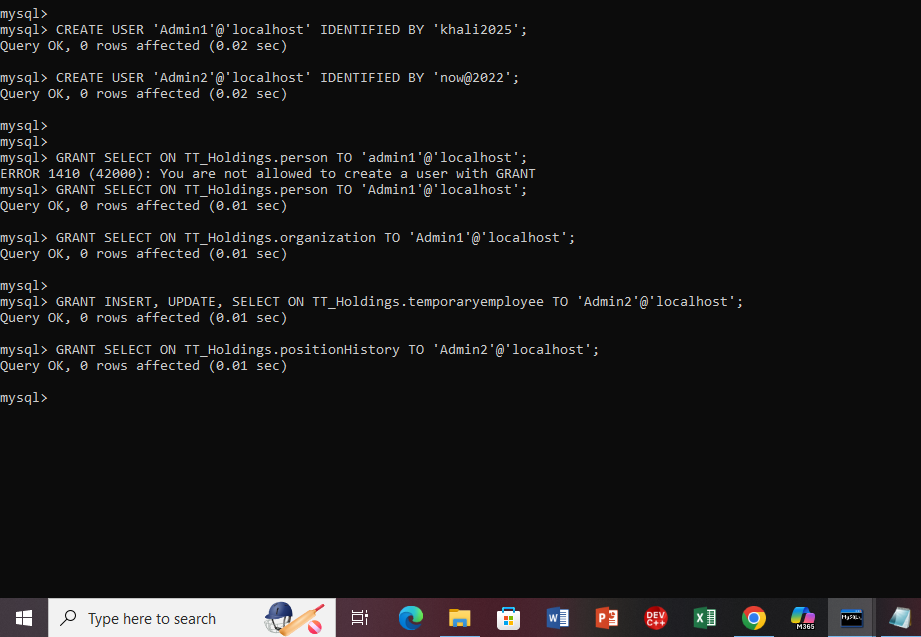 mysql>
mysql> CREATE USER 'Admin1'@'localhost' IDENTIFIED BY 'khali2025';
Query OK, 0 rows affected (0.02 sec)
mysql> CREATE USER 'Admin2'@'localhost' IDENTIFIED BY 'now@2022';
Query OK, 0 rows affected (0.02 sec)
mysql>
mysql>
mysql> GRANT SELECT ON TT_Holdings.person TO 'admin1'@'localhost';
ERROR 1410 (42000): You are not allowed to create a user with GRANT
mysql> GRANT SELECT ON TT_Holdings.person TO 'Admin1'@'localhost';
Query OK, 0 rows affected (0.01 sec)
mysql> GRANT SELECT ON TT_Holdings.organization TO 'Admin1'@'localhost';
Query OK, 0 rows affected (0.01 sec)
mysql>
mysql> GRANT INSERT, UPDATE, SELECT ON TT_Holdings.temporaryemployee TO 'Admin2'@'localhost';
Query OK, 0 rows affected (0.01 sec)
mysql> GRANT SELECT ON TT_Holdings.positionHistory TO 'Admin2'@'localhost';
Query OK, 0 rows affected (0.01 sec)
mysql>
Type here to search
W
P
DEV
C++
X
M365
MySQL